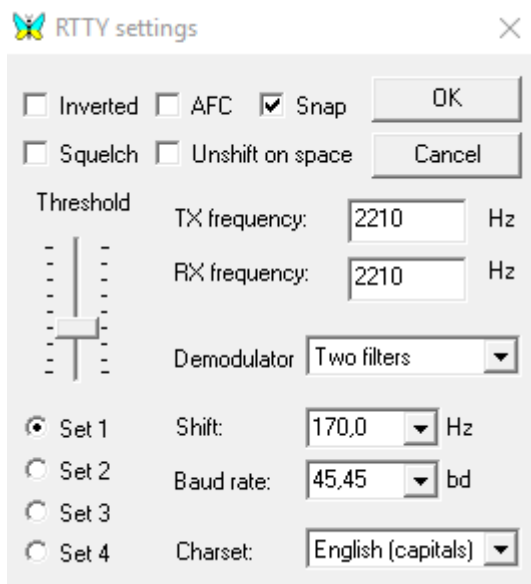 RTTY settings
Inverted AFC Snap OK
Squelch Unshift on space Cancel
Threshold
TX frequency: 2210 Hz
RX frequency: 2210 Hz
Demodulator Two filters
Set 1 Shift: 170,0 Hz
Set 2 Baud rate: 45,45 bd
Set 3
Set 4 Charset: English (capitals)